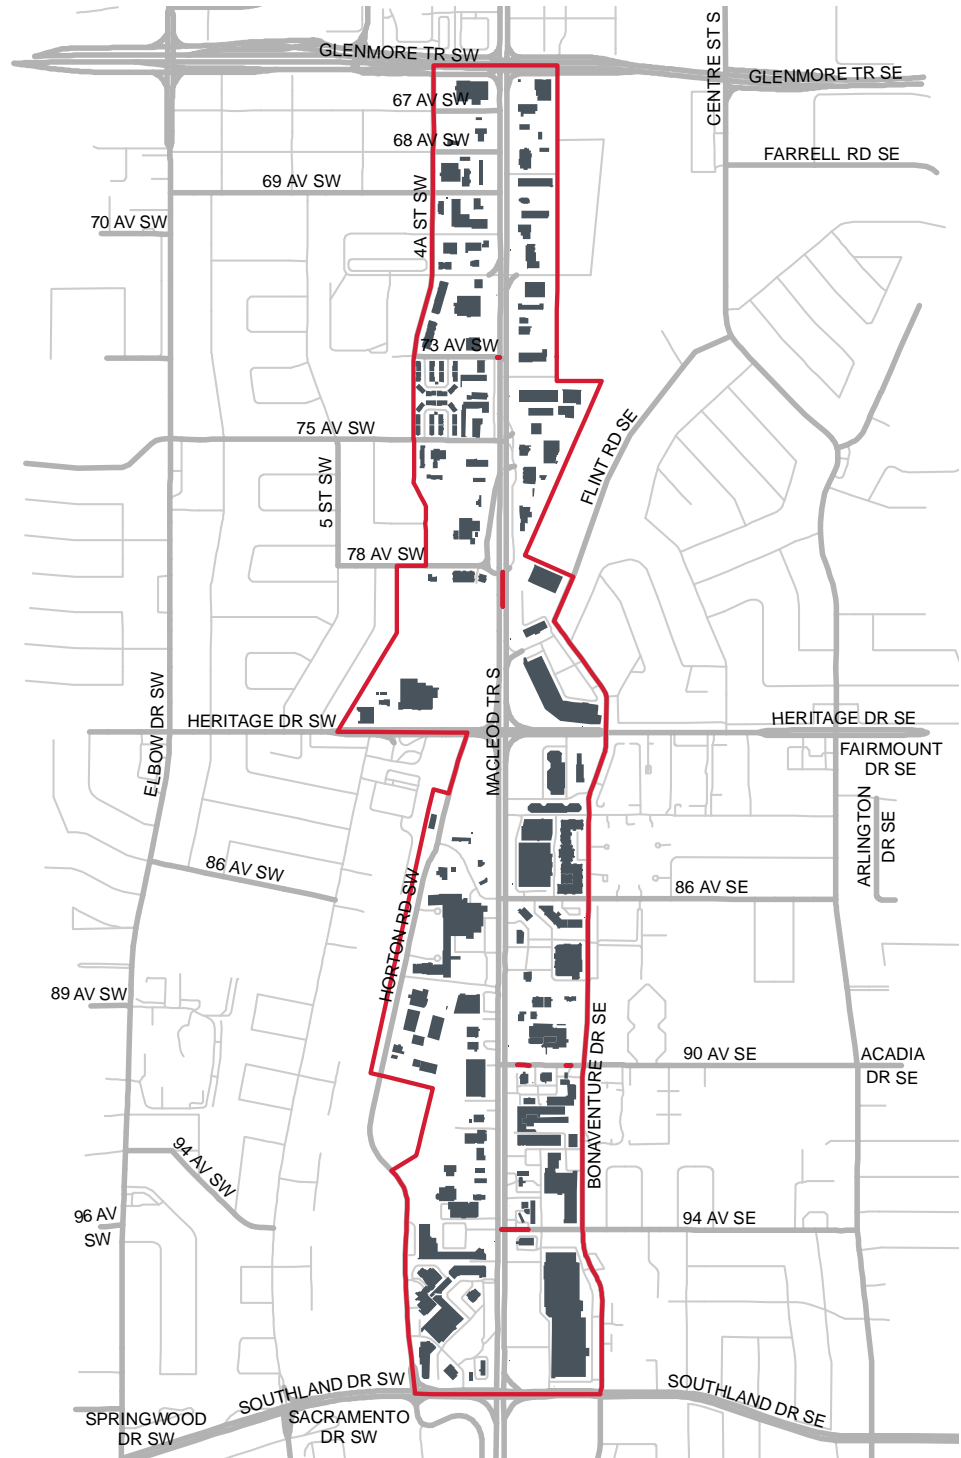 GLENMORE TR SW
CENTRE ST S
GLENMORE TR SE
67 AV SW
68 AV SW
FARRELL RD SE
69 AV SW
4A ST SW
70 AV SW
73 AV SW
75 AV SW
FLINT RD SE
5 ST SW
78 AV SW
ELBOW DR SW
MACLEOD TR S
HERITAGE DR SW
HERITAGE DR SE
FAIRMOUNT
DR SE
ARLINGTON
DR SE
86 AV SW
86 AV SE
HORTON RD SW
89 AV SW
BONAVENTURE DR SE
90 AV SE
ACADIA
DR SE
94 AV SW
96 AV
SW
94 AV SE
SOUTHLAND DR SW
SOUTHLAND DR SE
SPRINGWOOD
DR SW
SACRAMENTO
DR SW